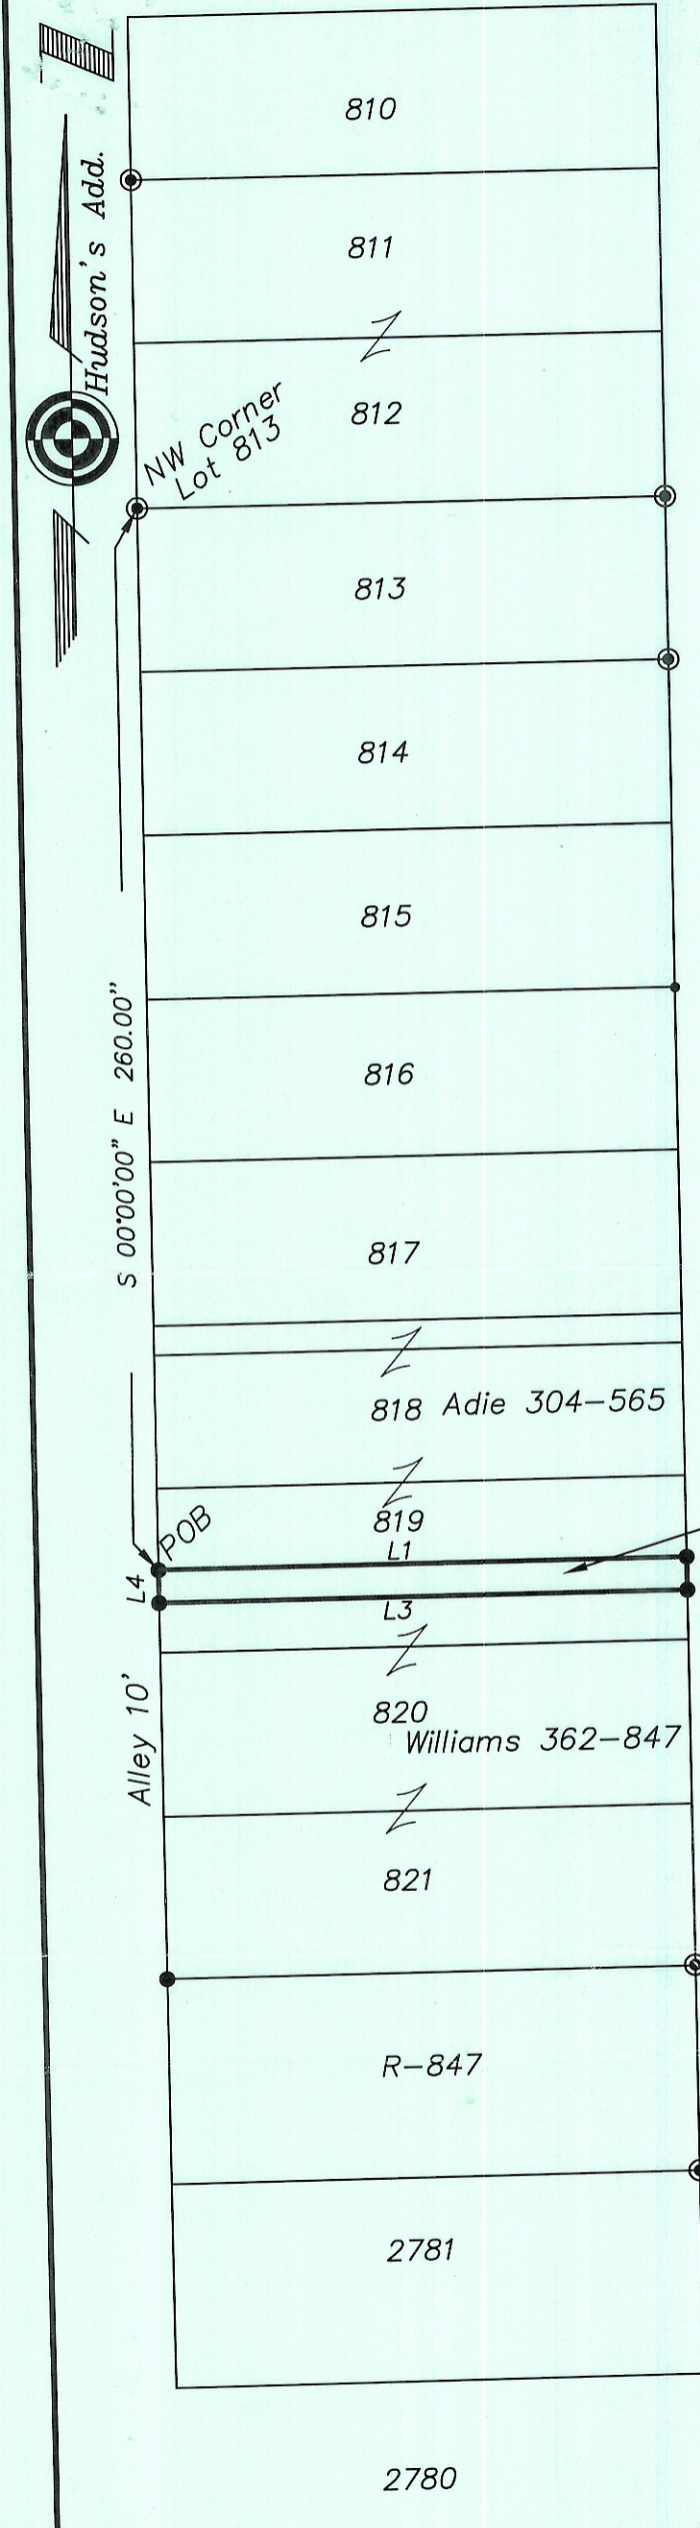 810
Hudson's Add.
811
812
NW Corner
Lot 813
813
814
815
S 00°00'00" E 260.00"
816
817
818 Adie 304-565
POB
819
L1
L4
L3
Alley 10'
820
Williams 362-847
821
R-847
2781
2780